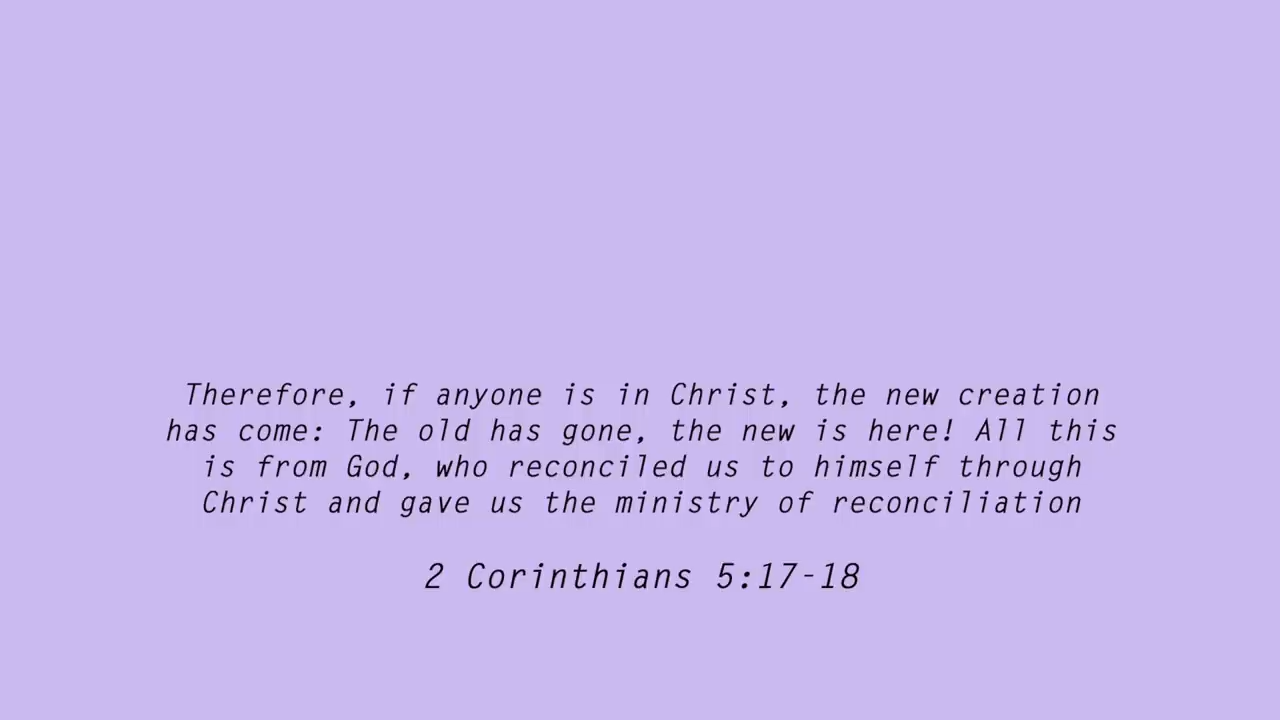 Therefore, if anyone is in Christ, the new creation
has come: The old has gone, the new is here! All this
is from God, who reconciled us to himself through
Christ and gave us the ministry of reconciliation
2 Corinthians 5:17-18